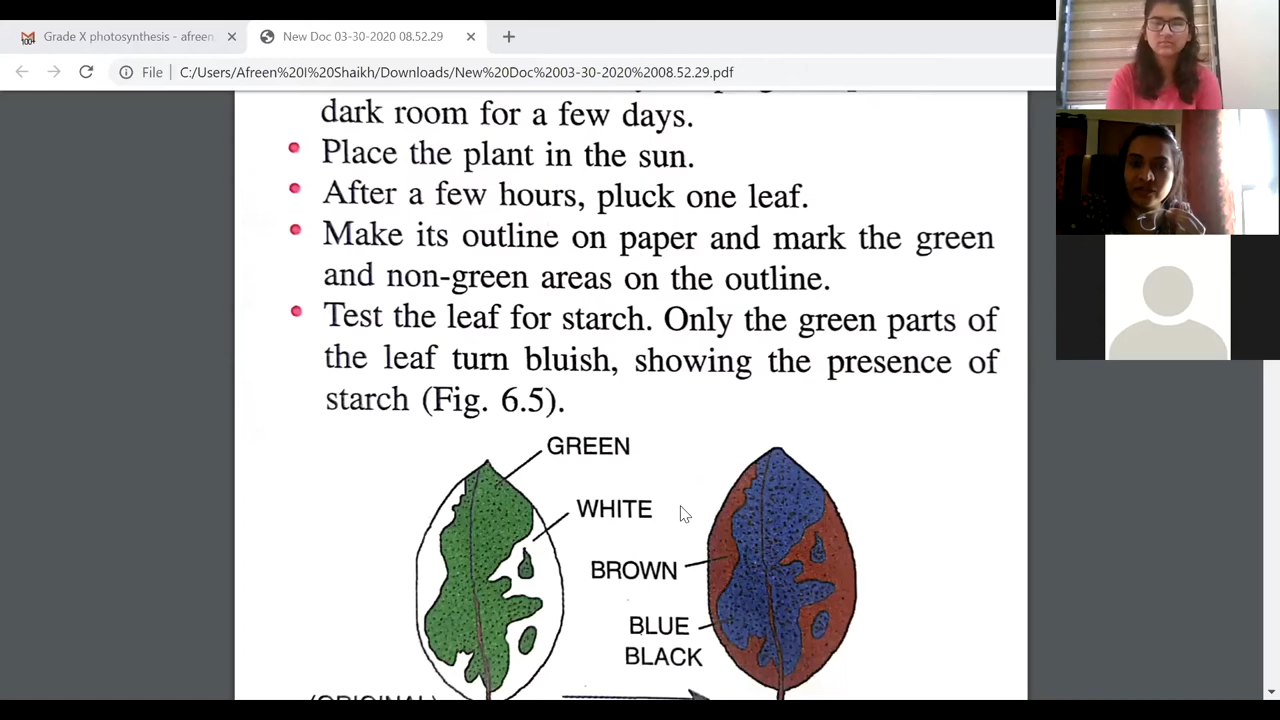 Grade X photosynthesis - afreen
New Doc 03-30-2020 08.52.29
File
C:/Users/Afreen%20I%20Shaikh/Downloads/New%20Doc%2003-30-2020%2008.52.29.pdf
dark room for a few days.
Place the plant in the sun.
After a few hours, pluck one leaf.
Make its outline on paper and mark the green
and non-green areas on the outline.
Test the leaf for starch. Only the green parts of
the leaf turn bluish, showing the presence of
starch (Fig. 6.5).
GREEN
WHITE
BROWN
BLUE
BLACK
(ORIGINAL)